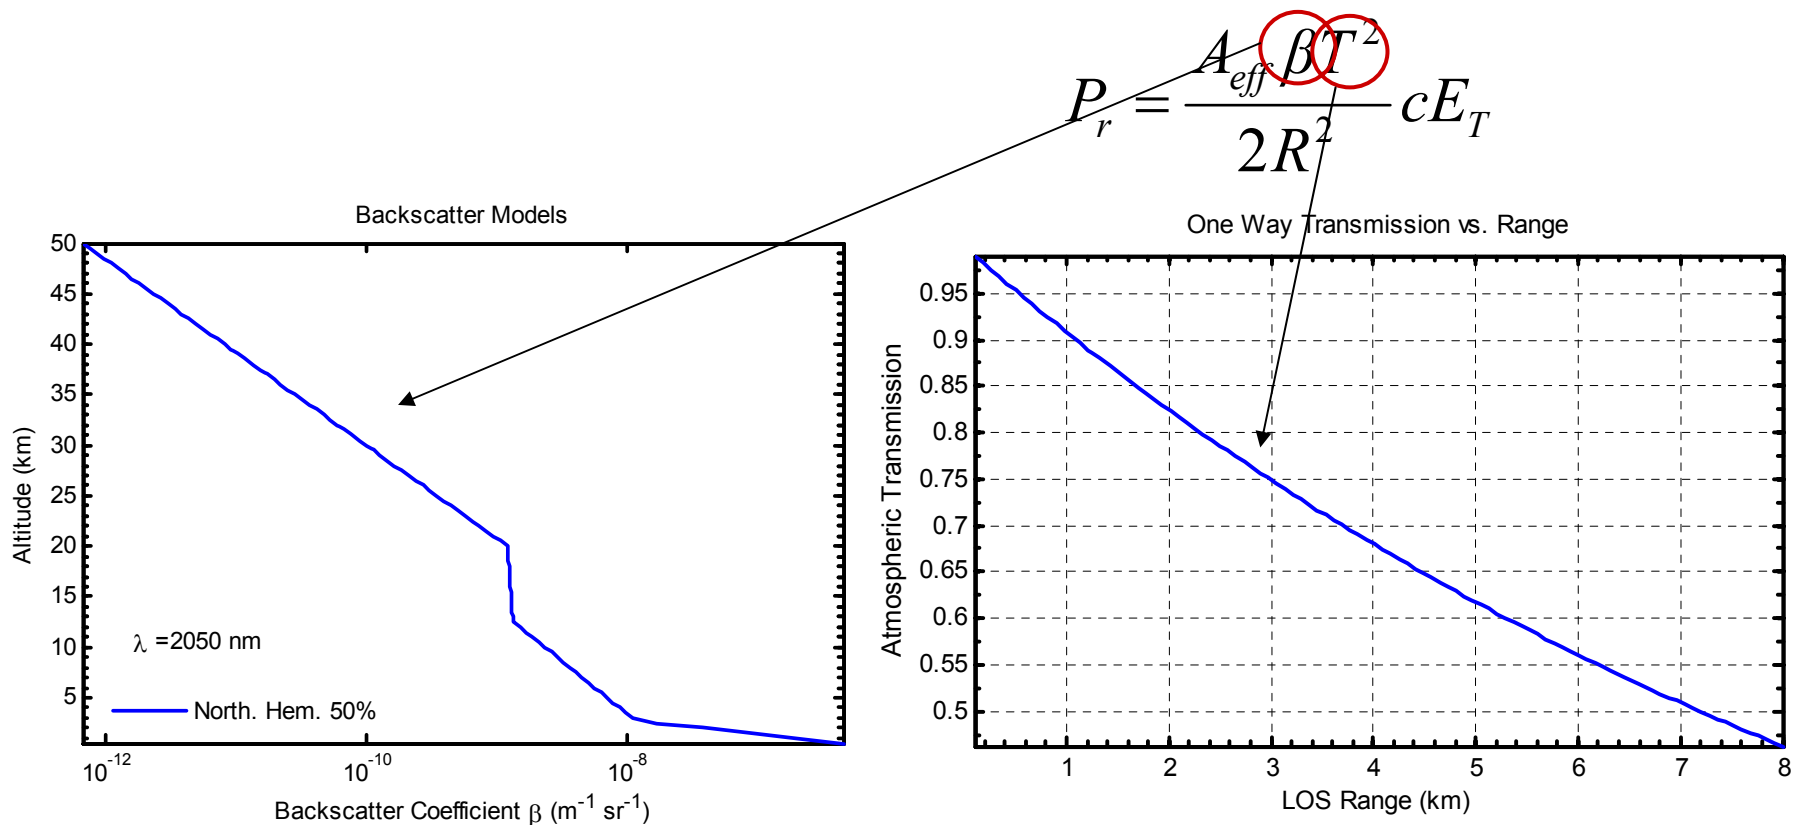 P_r = \frac{A_{eff} β T^2}{2R^2} cE_T
Backscatter Models
50
45
40
35
30
25
20
15
10
5
Altitude (km)
λ =2050 nm
North. Hem. 50%
10^-12 10^-10 10^-8
Backscatter Coefficient β (m^-1 sr^-1)
One Way Transmission vs. Range
0.95
0.9
0.85
0.8
0.75
0.7
0.65
0.6
0.55
0.5
Atmospheric Transmission
1 2 3 4 5 6 7 8
LOS Range (km)